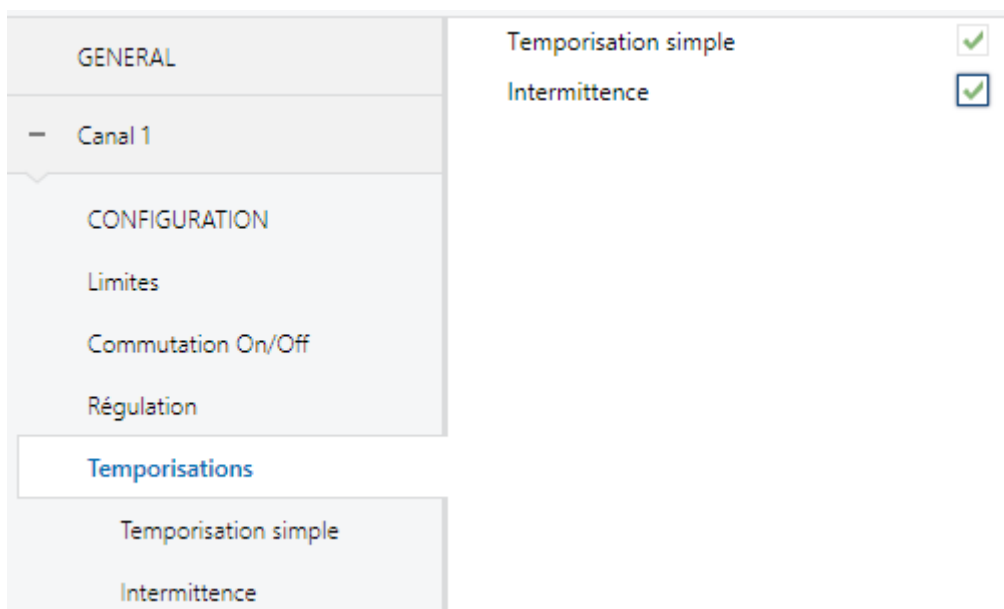 GENERAL
Canal 1
CONFIGURATION
Limites
Commutation On/Off
Régulation
Temporisations
Temporisation simple
Intermittence
Temporisation simple
Intermittence